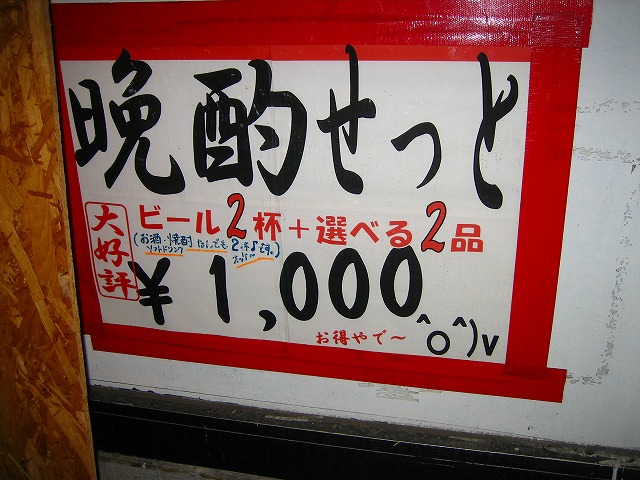 晩酌せっと
大好評
ビール2杯+選べる2品
(お酒・焼酎 なんでも2杯
ソフトドリンク
¥1,000
お得やで〜
^o^)v